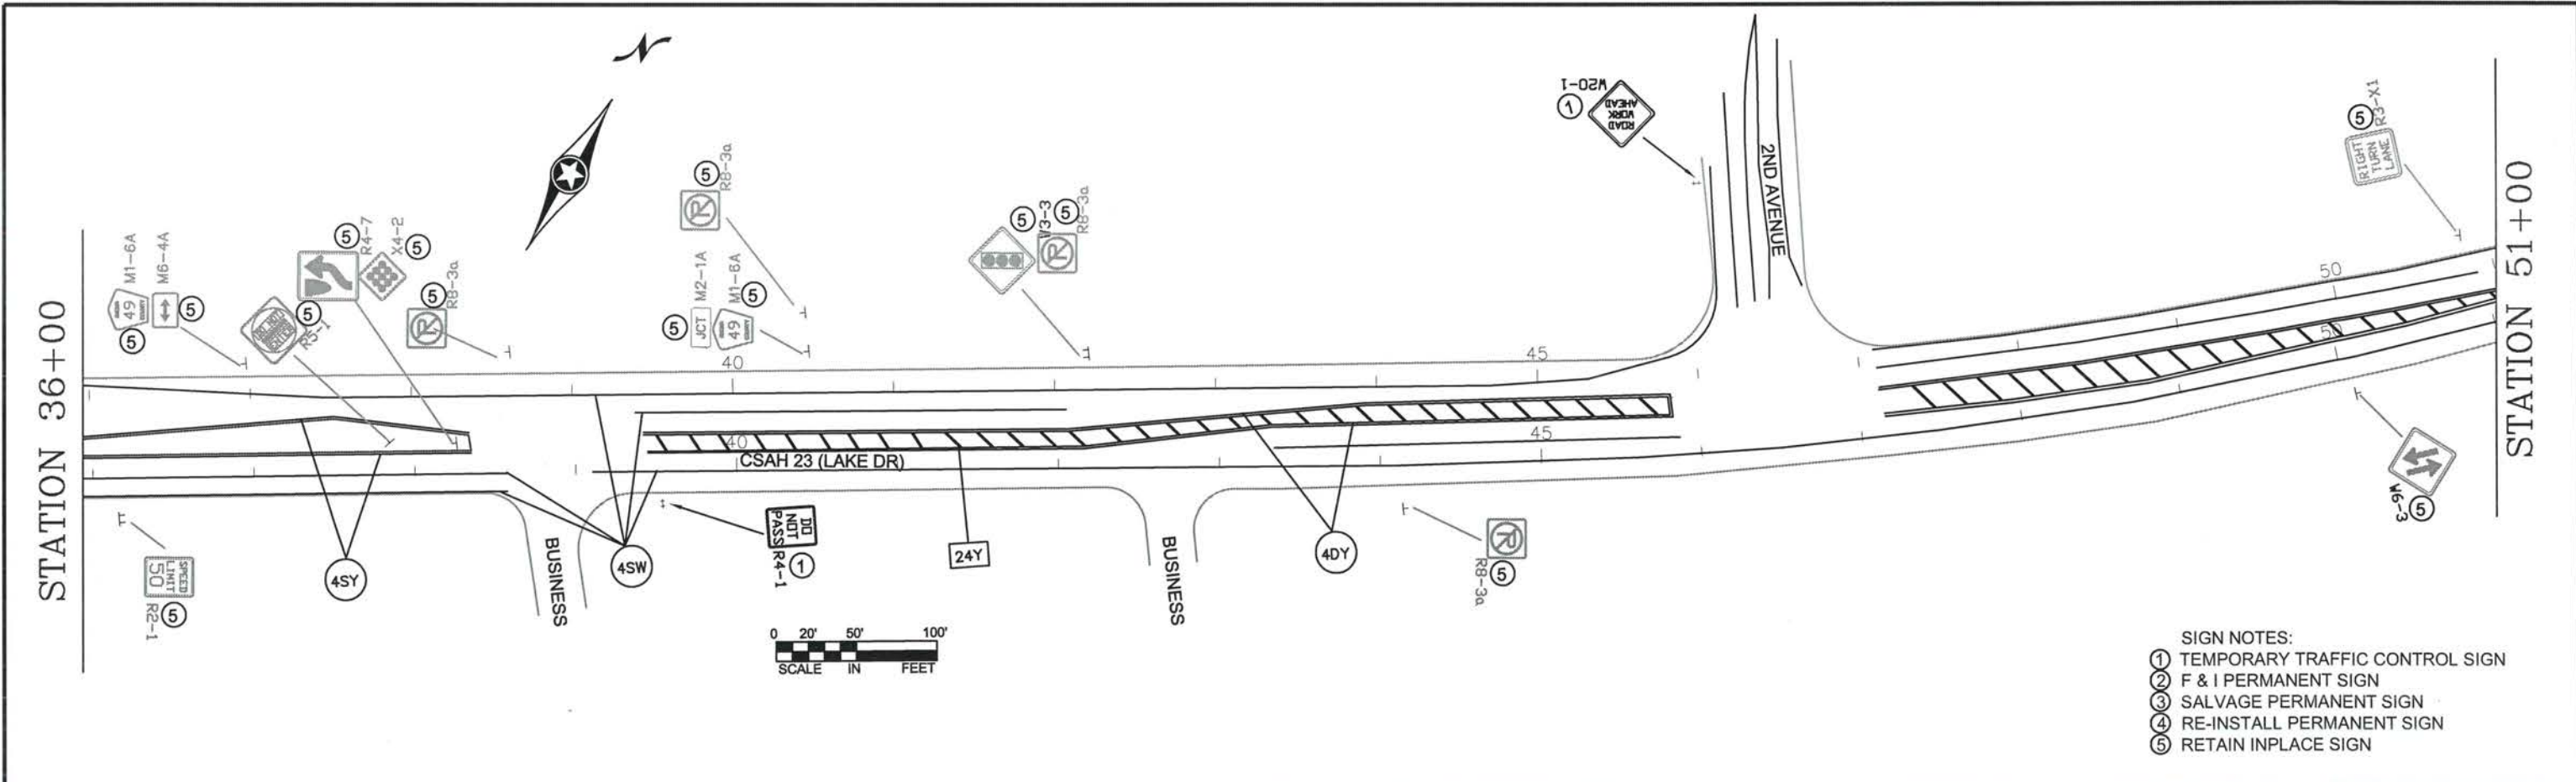 STATION 36+00
N
M1-6A
M6-4A
49
5
5
R4-7
X4-2
5
5
5
R5-1
DO NOT
ENTER
5
R8-3a
5
R8-3a
5
JCT
M2-1A
M1-6A
49
5
5
W3-3
5
R8-3a
W20-1
1
ROAD
WORK
AHEAD
2ND AVENUE
5
R3-X1
RIGHT
TURN
LANE
STATION 51+00
40
45
50
40
45
50
CSAH 23 (LAKE DR)
SPEED
LIMIT
50
R2-1
5
4SY
BUSINESS
4SW
DO
NOT
PASS
R4-1
1
24Y
BUSINESS
4DY
R8-3a
5
W6-3
5
0 20' 50' 100'
SCALE IN FEET
SIGN NOTES:
1 TEMPORARY TRAFFIC CONTROL SIGN
2 F & I PERMANENT SIGN
3 SALVAGE PERMANENT SIGN
4 RE-INSTALL PERMANENT SIGN
5 RETAIN INPLACE SIGN